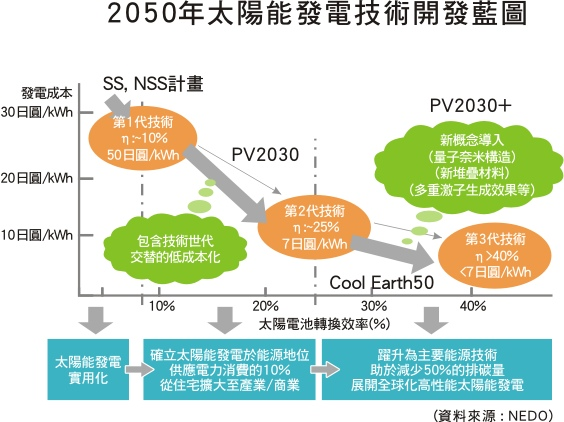 2050年太陽能發電技術開發藍圖
發電成本
SS, NSS計畫
30日圓/kWh
20日圓/kWh
10日圓/kWh
第1代技術
η:~10%
50日圓/kWh
PV2030
PV2030+
新概念導入
(量子奈米構造)
(新堆疊材料)
(多重激子生成效果等)
包含技術世代
交替的低成本化
第2代技術
η:~25%
7日圓/kWh
第3代技術
η>40%
<7日圓/kWh
Cool Earth50
10%
20%
30%
40%
太陽電池轉換效率(%)
太陽能發電
實用化
確立太陽能發電於能源地位
供應電力消費的10%
從住宅擴大至產業/商業
躍升為主要能源技術
助於減少50%的排碳量
展開全球化高性能太陽能發電
(資料來源:NEDO)